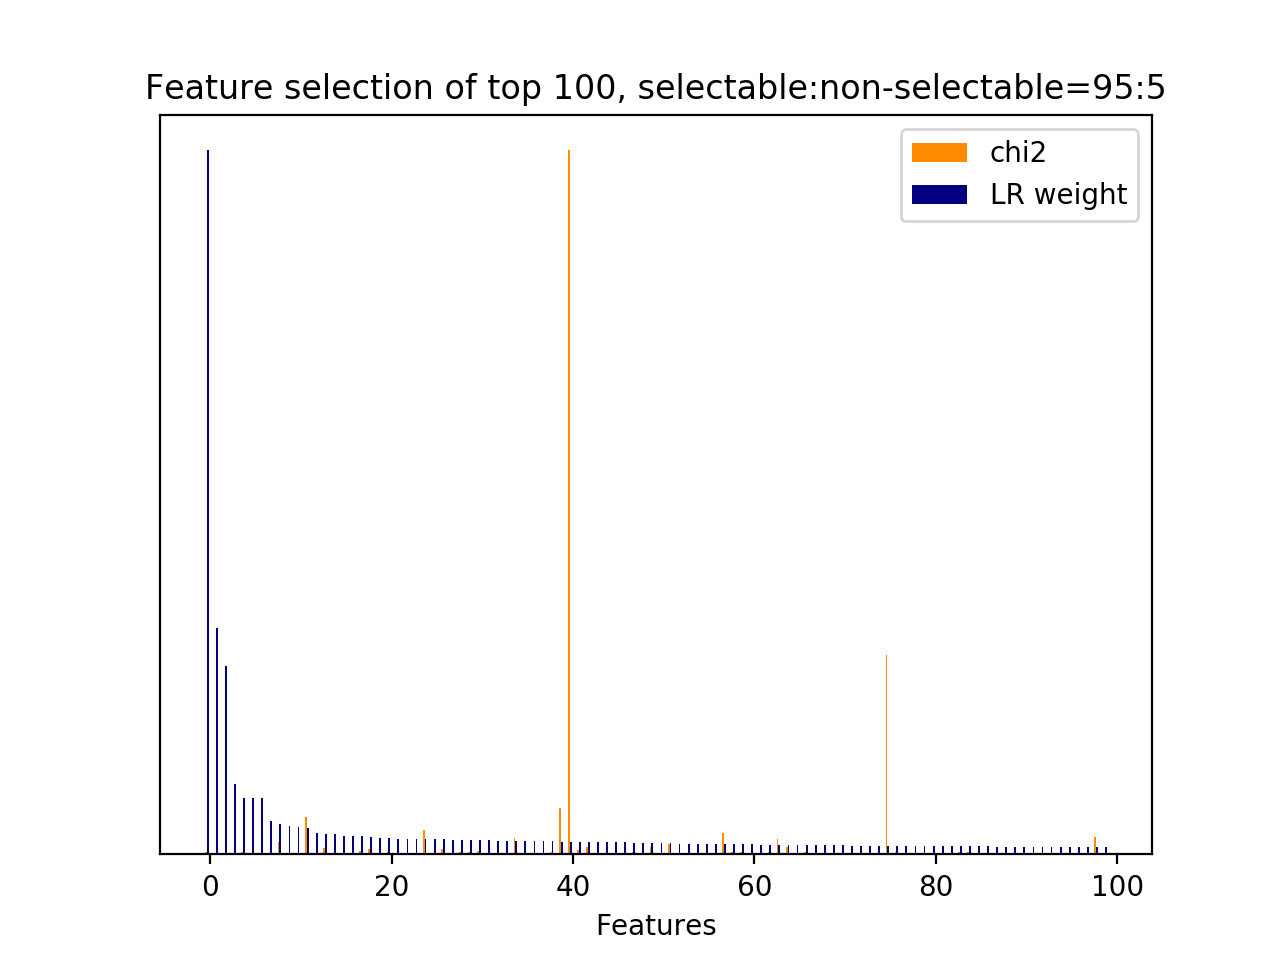 Feature selection of top 100, selectable:non-selectable=95:5
chi2
LR weight
0 20 40 60 80 100
Features